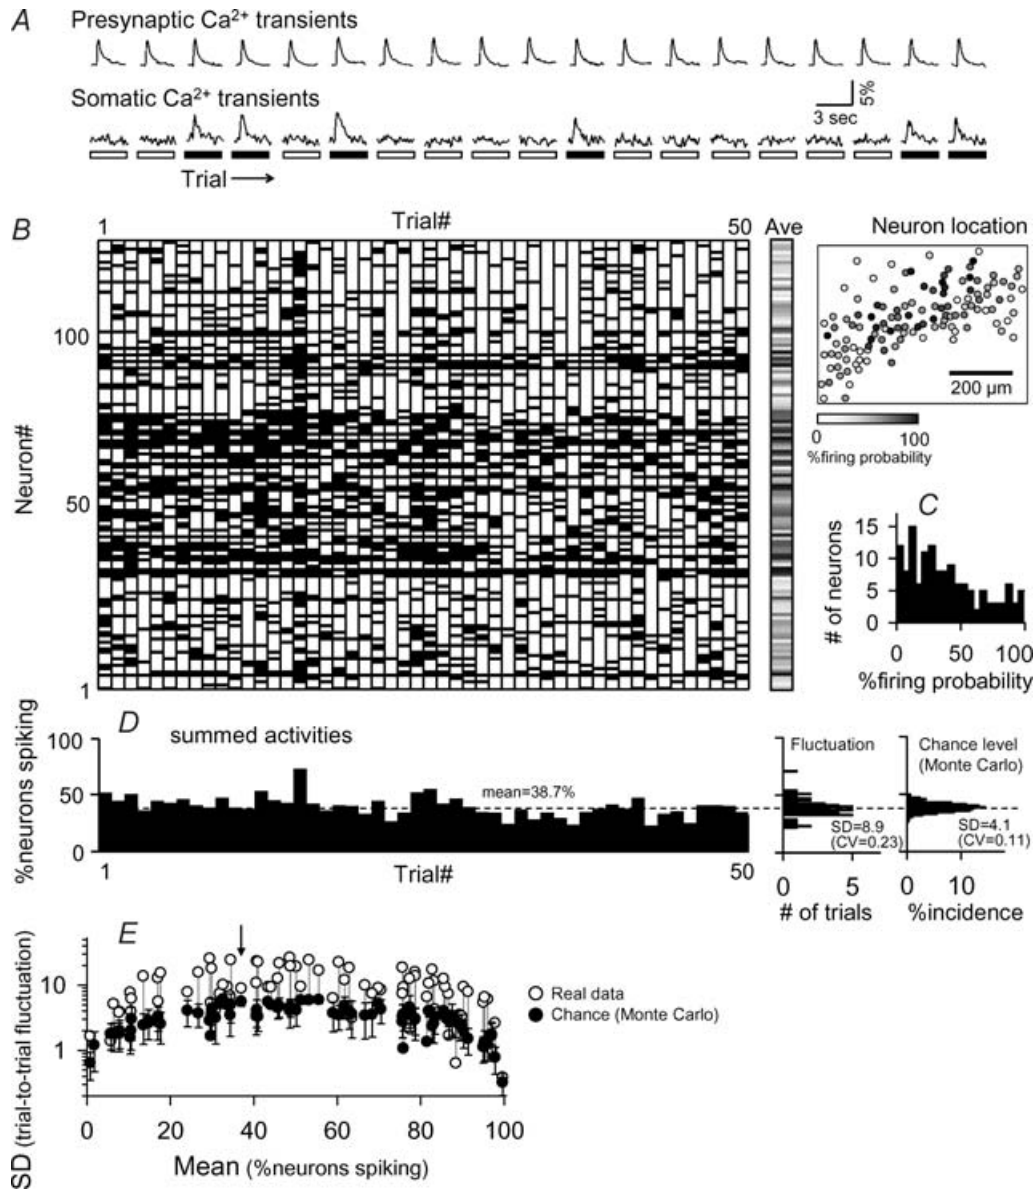 A
Presynaptic Ca²⁺ transients
Somatic Ca²⁺ transients
5%
3 sec
Trial
B
1
Trial#
50
Ave
Neuron location
Neuron#
100
50
1
200 µm
0
100
%firing probability
C
# of neurons
15
10
5
0
0
50
100
%firing probability
D
summed activities
%neurons spiking
100
50
0
mean=38.7%
1
Trial#
50
Fluctuation
SD=8.9
(CV=0.23)
0
5
# of trials
Chance level
(Monte Carlo)
SD=4.1
(CV=0.11)
0
10
%incidence
E
SD (trial-to-trial fluctuation)
10
1
0
20
40
60
80
100
Mean (%neurons spiking)
Real data
Chance (Monte Carlo)